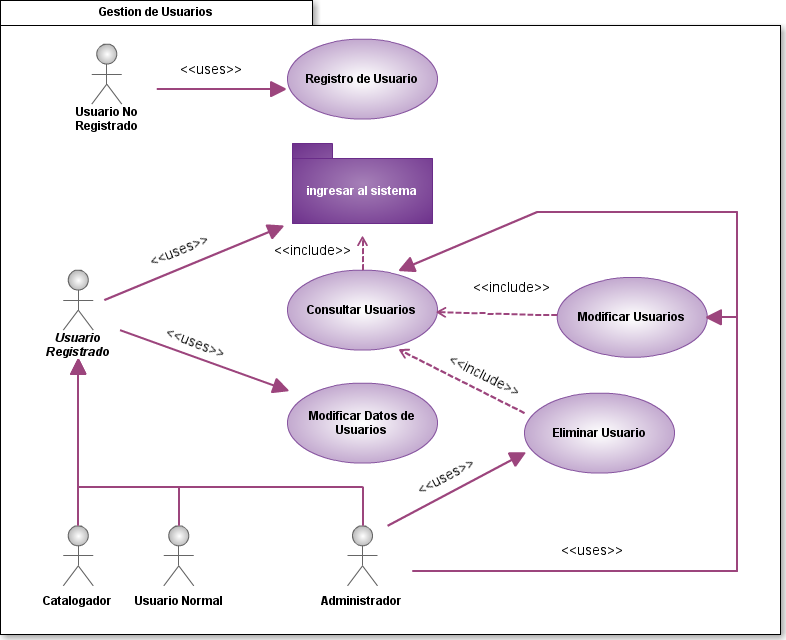 Gestion de Usuarios
<<uses>>
Registro de Usuario
Usuario No
Registrado
ingresar al sistema
<<uses>>
<<include>>
<<include>>
Consultar Usuarios
Modificar Usuarios
Usuario
Registrado
<<uses>>
<<include>>
Modificar Datos de
Usuarios
Eliminar Usuario
<<uses>>
<<uses>>
Catalogador
Usuario Normal
Administrador